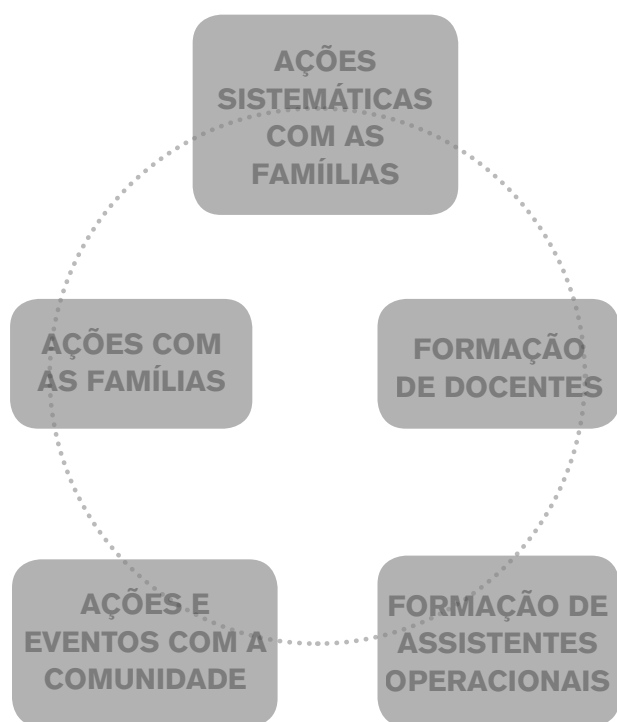 AÇÕES
SISTEMÁTICAS
COM AS
FAMÍILIAS
AÇÕES COM
AS FAMÍLIAS
FORMAÇÃO
DE DOCENTES
AÇÕES E
EVENTOS COM A
COMUNIDADE
FORMAÇÃO DE
ASSISTENTES
OPERACIONAIS